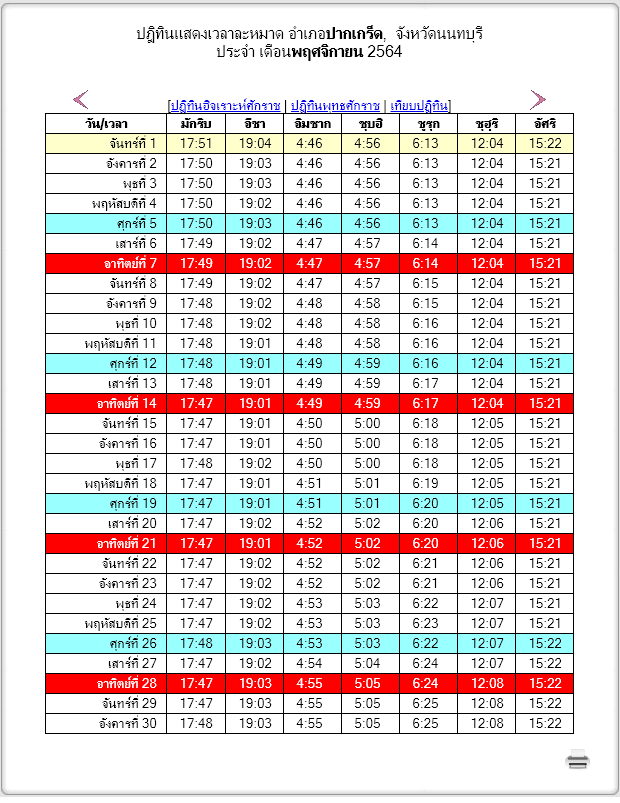 ปฎิทินแสดงเวลาละหมาด อำเภอปากเกร็ด, จังหวัดนนทบุรี
ประจำ เดือนพฤศจิกายน 2564
[ปฎิทินฮิจเราะห์ศักราช | ปฎิทินพุทธศักราช | เทียบปฎิทิน]
วัน/เวลา มักริบ อิชา อิมซาก ซุบฮิ ชูรุก ซุฮฺริ อัศริ
จันทร์ที่ 1 17:51 19:04 4:46 4:56 6:13 12:04 15:22
อังคารที่ 2 17:50 19:03 4:46 4:56 6:13 12:04 15:21
พุธที่ 3 17:50 19:03 4:46 4:56 6:13 12:04 15:21
พฤหัสบดีที่ 4 17:50 19:02 4:46 4:56 6:13 12:04 15:21
ศุกร์ที่ 5 17:50 19:03 4:46 4:56 6:13 12:04 15:21
เสาร์ที่ 6 17:49 19:02 4:47 4:57 6:14 12:04 15:21
อาทิตย์ที่ 7 17:49 19:02 4:47 4:57 6:14 12:04 15:21
จันทร์ที่ 8 17:49 19:02 4:47 4:57 6:15 12:04 15:21
อังคารที่ 9 17:48 19:02 4:48 4:58 6:15 12:04 15:21
พุธที่ 10 17:48 19:02 4:48 4:58 6:16 12:04 15:21
พฤหัสบดีที่ 11 17:48 19:01 4:48 4:58 6:16 12:04 15:21
ศุกร์ที่ 12 17:48 19:01 4:49 4:59 6:16 12:04 15:21
เสาร์ที่ 13 17:48 19:01 4:49 4:59 6:17 12:04 15:21
อาทิตย์ที่ 14 17:47 19:01 4:49 4:59 6:17 12:04 15:21
จันทร์ที่ 15 17:47 19:01 4:50 5:00 6:18 12:05 15:21
อังคารที่ 16 17:47 19:01 4:50 5:00 6:18 12:05 15:21
พุธที่ 17 17:48 19:02 4:50 5:00 6:18 12:05 15:21
พฤหัสบดีที่ 18 17:47 19:01 4:51 5:01 6:19 12:05 15:21
ศุกร์ที่ 19 17:47 19:01 4:51 5:01 6:20 12:05 15:21
เสาร์ที่ 20 17:47 19:02 4:52 5:02 6:20 12:06 15:21
อาทิตย์ที่ 21 17:47 19:01 4:52 5:02 6:20 12:06 15:21
จันทร์ที่ 22 17:47 19:02 4:52 5:02 6:21 12:06 15:21
อังคารที่ 23 17:47 19:02 4:52 5:02 6:21 12:06 15:21
พุธที่ 24 17:47 19:02 4:53 5:03 6:22 12:07 15:21
พฤหัสบดีที่ 25 17:47 19:02 4:53 5:03 6:23 12:07 15:21
ศุกร์ที่ 26 17:48 19:03 4:53 5:03 6:22 12:07 15:22
เสาร์ที่ 27 17:47 19:02 4:54 5:04 6:24 12:07 15:22
อาทิตย์ที่ 28 17:47 19:03 4:55 5:05 6:24 12:08 15:22
จันทร์ที่ 29 17:47 19:03 4:55 5:05 6:25 12:08 15:22
อังคารที่ 30 17:48 19:03 4:55 5:05 6:25 12:08 15:22